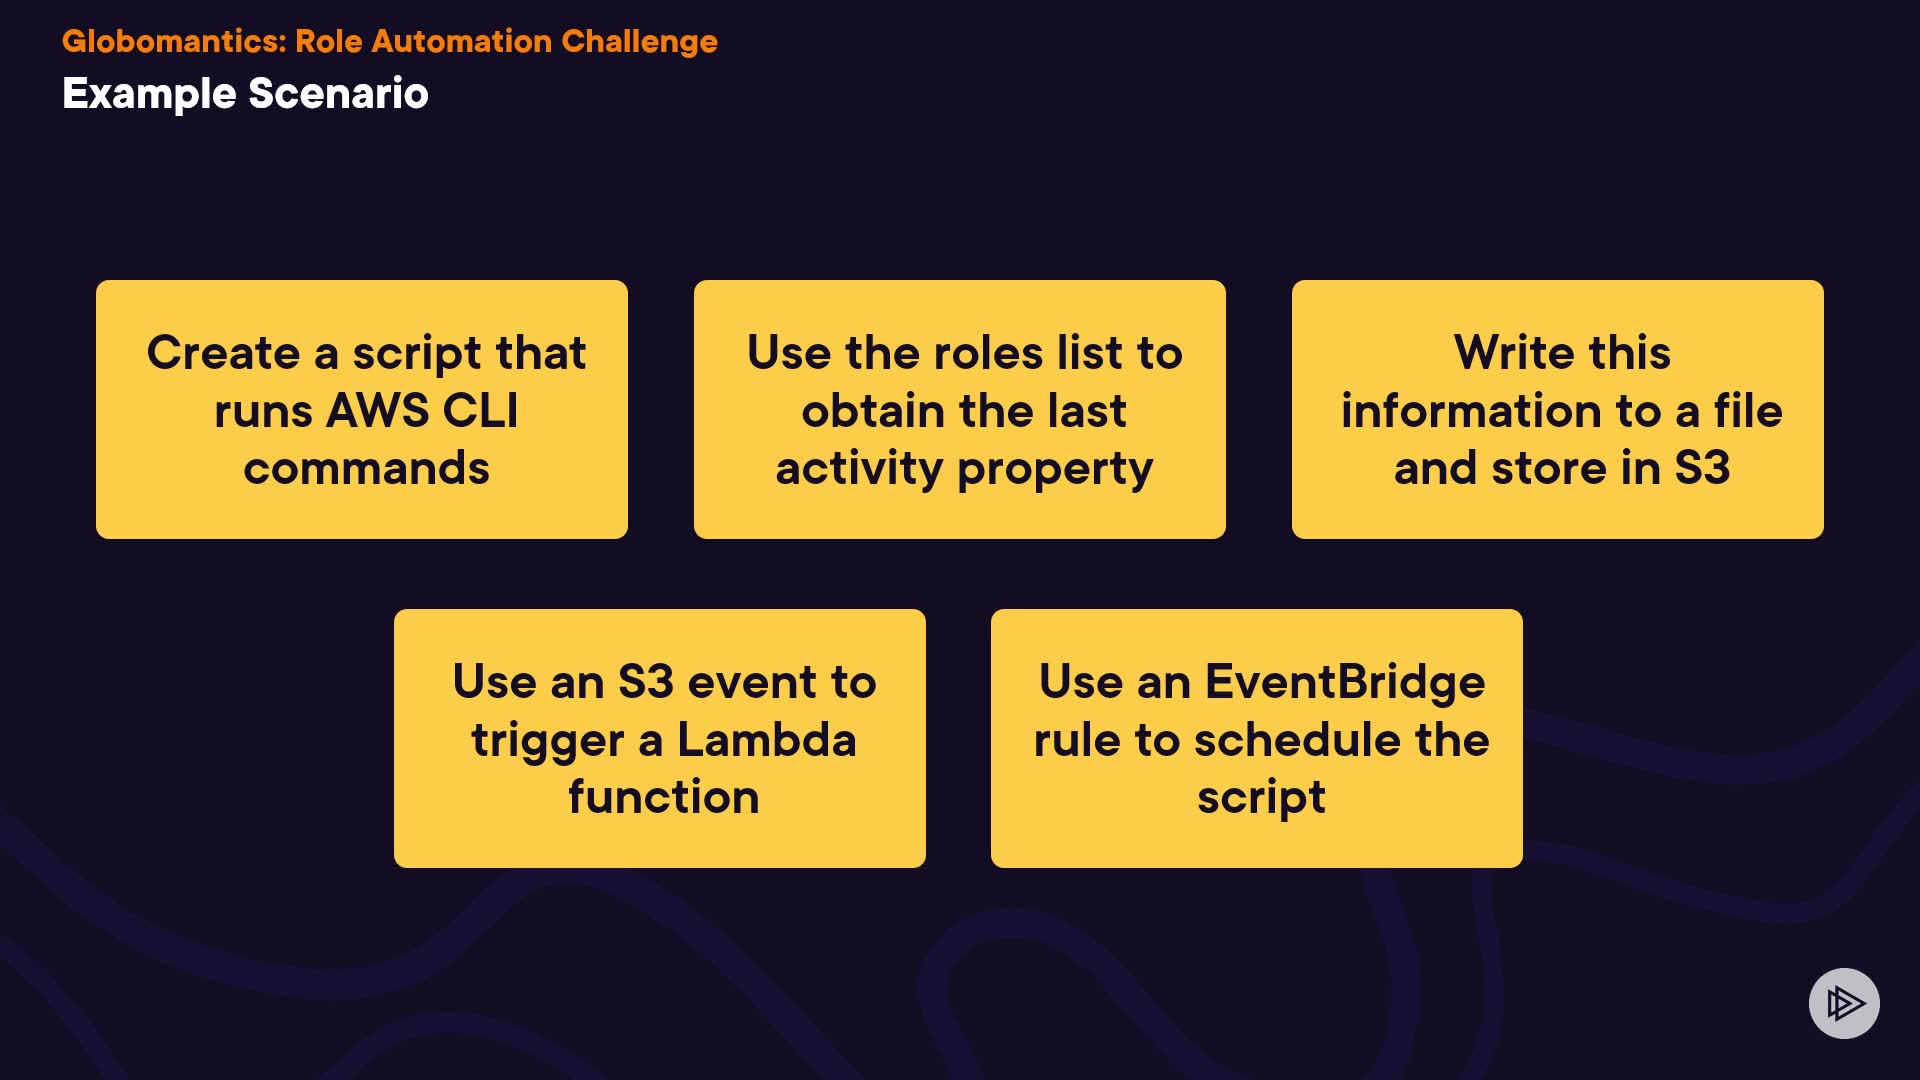 Globomantics: Role Automation Challenge
Example Scenario
Create a script that
runs AWS CLI
commands
Use the roles list to
obtain the last
activity property
Write this
information to a file
and store in S3
Use an S3 event to
trigger a Lambda
function
Use an EventBridge
rule to schedule the
script